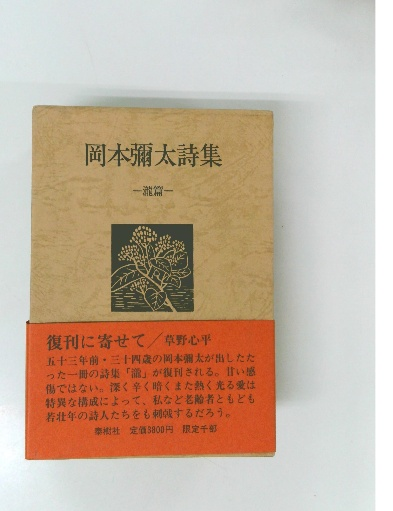 岡本彌太詩集
―瀧篇―
復刊に寄せて／草野心平
五十三年前・三十四歳の岡本彌太が出したた
った一冊の詩集「瀧」が復刊される。甘い感
傷ではない。深く辛く暗くまた熱く光る愛は
特異な構成によって、私など老齢者ともども
若壮年の詩人たちをも刺戟するだろう。
泰樹社 定価3800円 限定千部